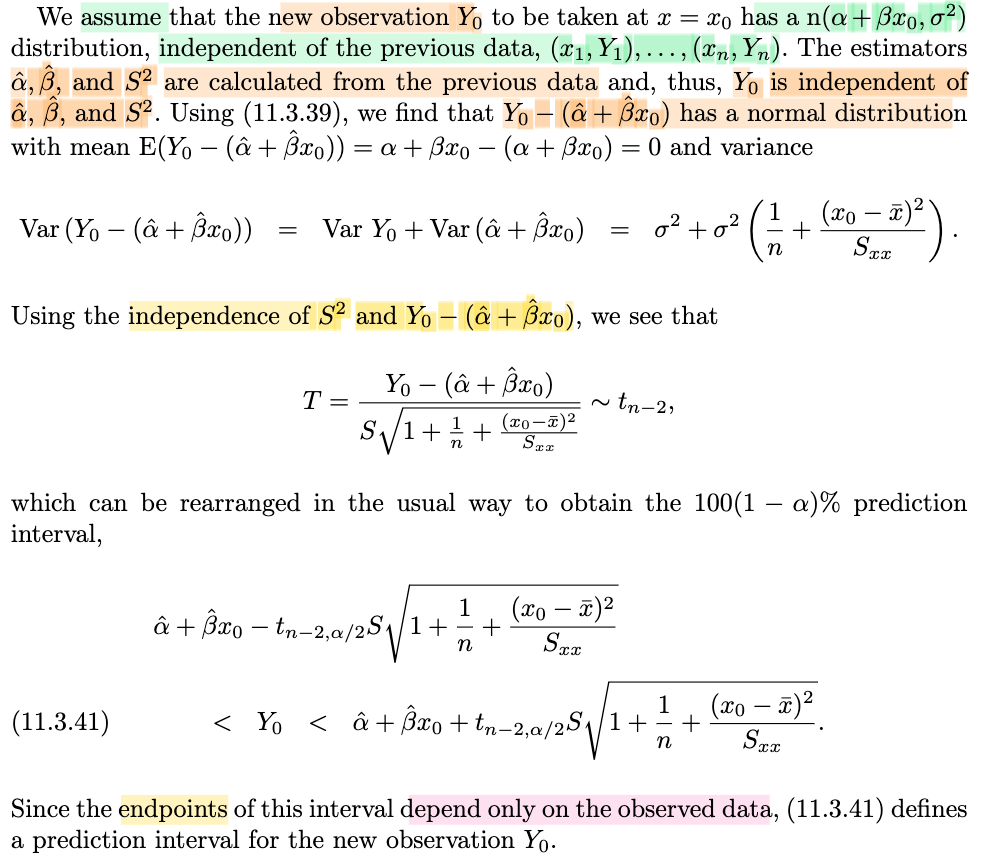 We assume that the new observation Y₀ to be taken at x = x₀ has a n(α + βx₀, σ²)
distribution, independent of the previous data, (x₁, Y₁), . . . , (xₙ, Yₙ). The estimators
α̂, β̂, and S² are calculated from the previous data and, thus, Y₀ is independent of
α̂, β̂, and S². Using (11.3.39), we find that Y₀ − (α̂ + β̂x₀) has a normal distribution
with mean E(Y₀ − (α̂ + β̂x₀)) = α + βx₀ − (α + βx₀) = 0 and variance
Var (Y₀ − (α̂ + β̂x₀)) = Var Y₀ + Var (α̂ + β̂x₀) = σ² + σ² (1/n + (x₀ − x̄)²/Sₓₓ) .
Using the independence of S² and Y₀ − (α̂ + β̂x₀), we see that
T = (Y₀ − (α̂ + β̂x₀)) / (S√(1 + 1/n + (x₀−x̄)²/Sₓₓ)) ∼ tₙ₋₂,
which can be rearranged in the usual way to obtain the 100(1 − α)% prediction
interval,
α̂ + β̂x₀ − tₙ₋₂,α/₂S√(1 + 1/n + (x₀ − x̄)²/Sₓₓ)
(11.3.41) < Y₀ < α̂ + β̂x₀ + tₙ₋₂,α/₂S√(1 + 1/n + (x₀ − x̄)²/Sₓₓ).
Since the endpoints of this interval depend only on the observed data, (11.3.41) defines
a prediction interval for the new observation Y₀.